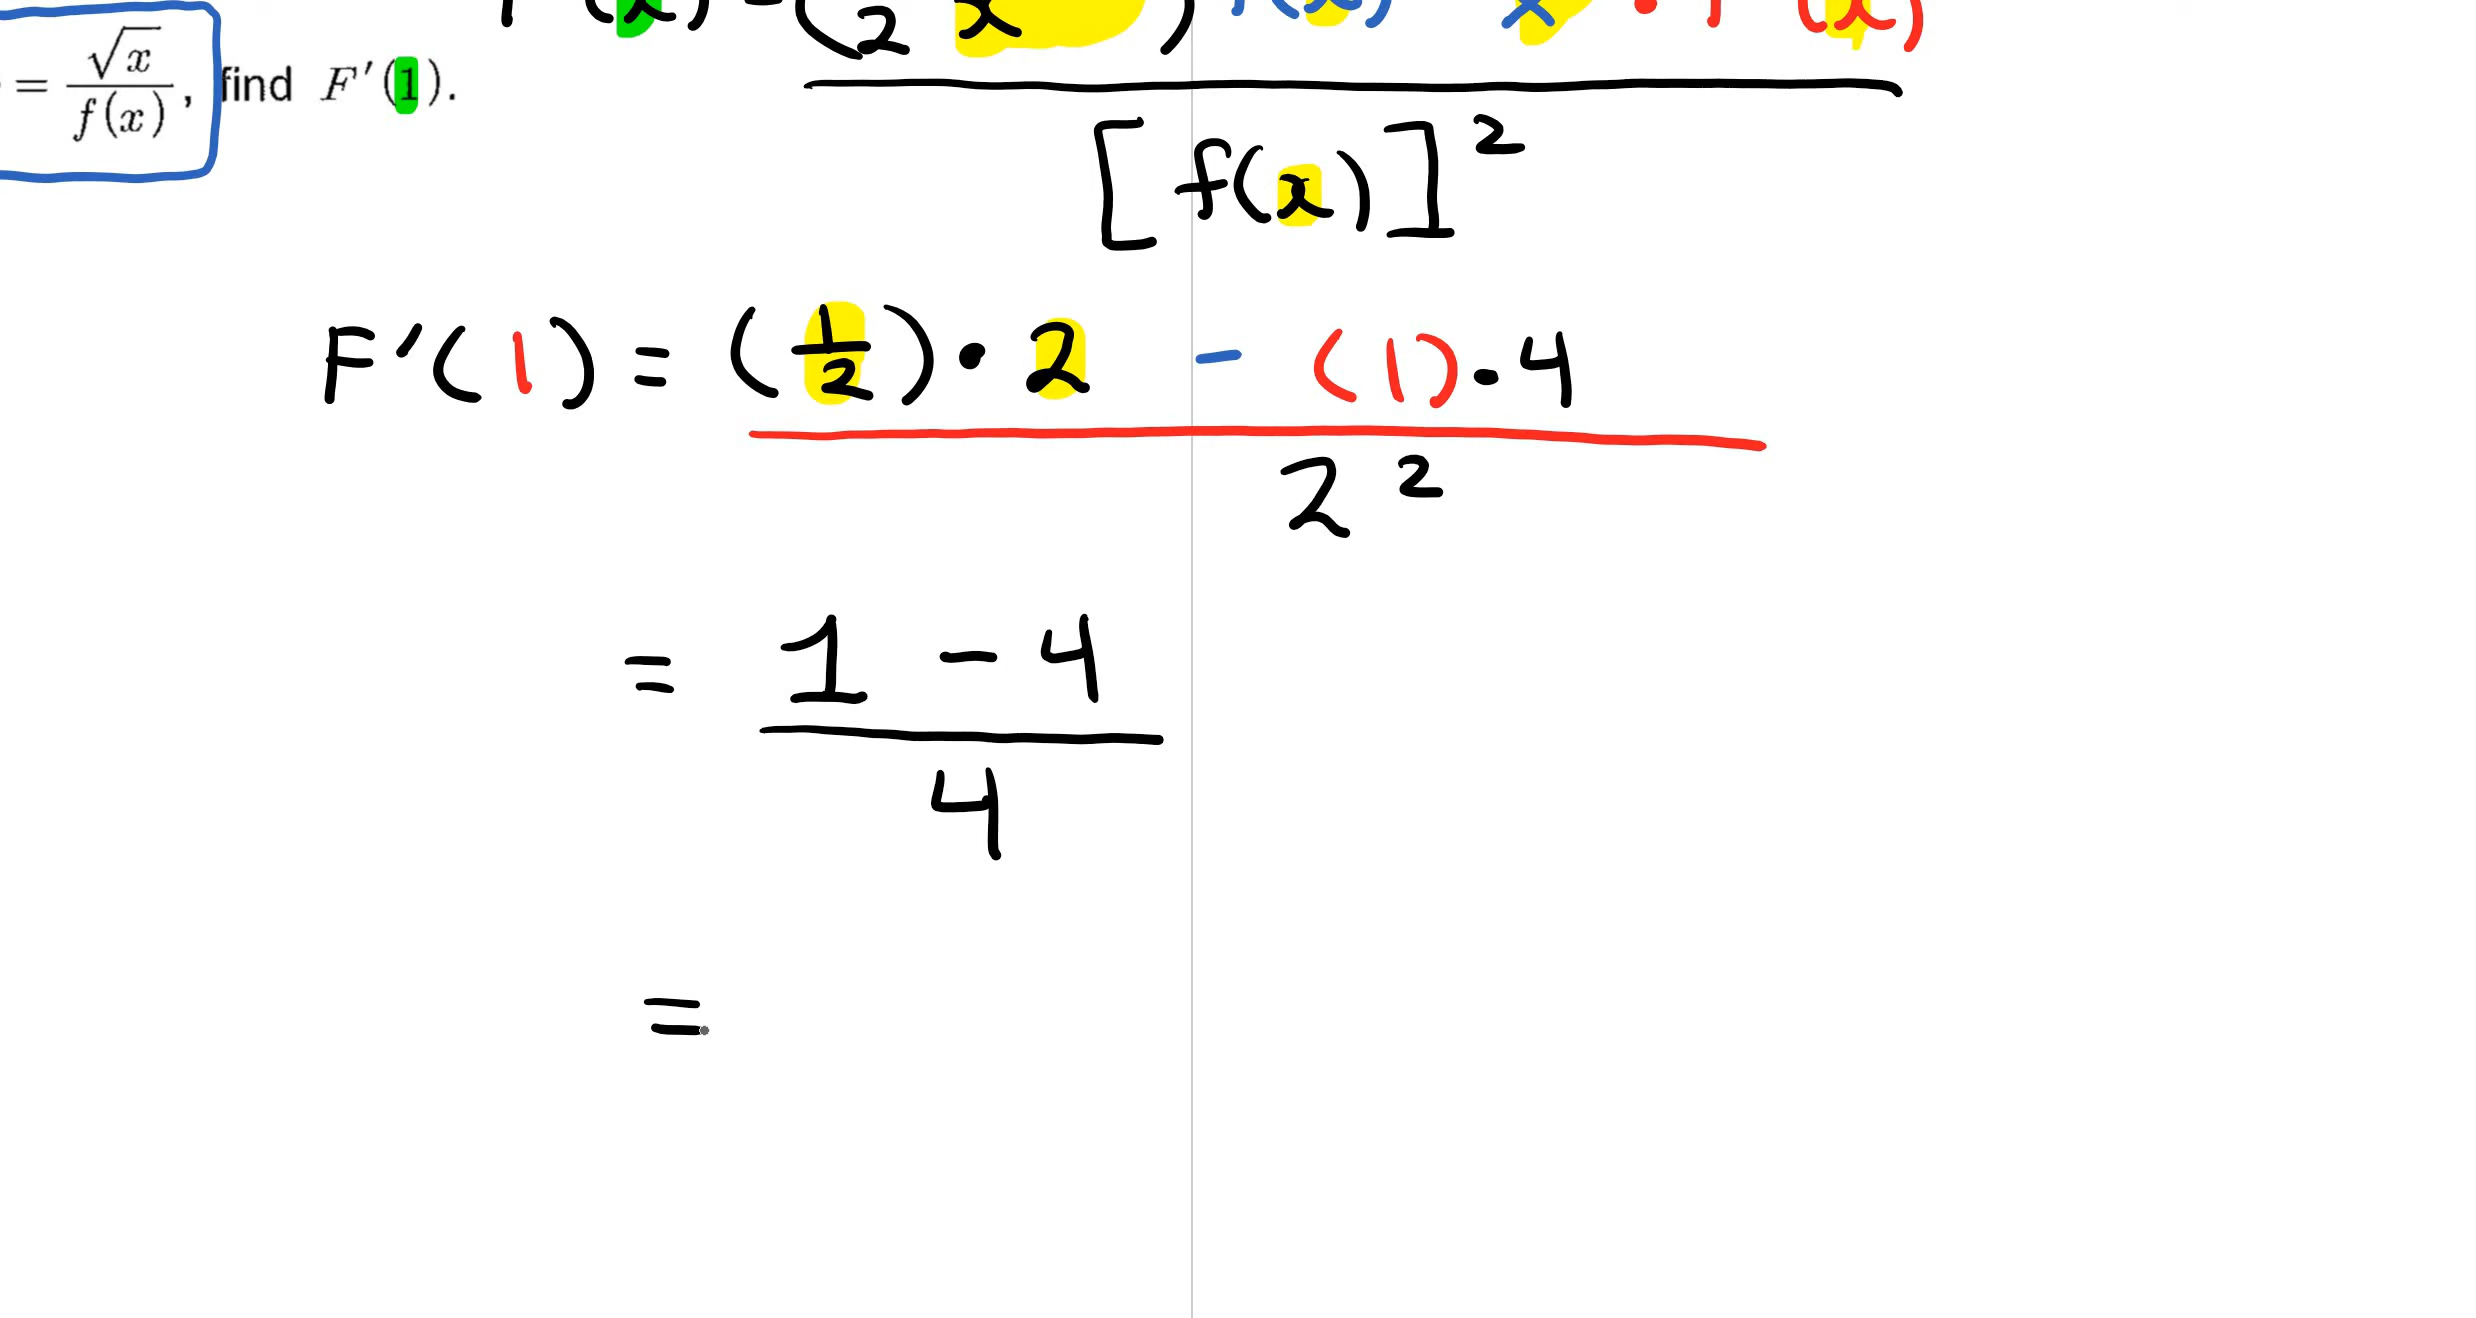 = √x / f(x), find F'(1).
[f(x)]²
F'(1) = (1/2) · 2 - (1) · 4
2²
= 1 - 4
4
=